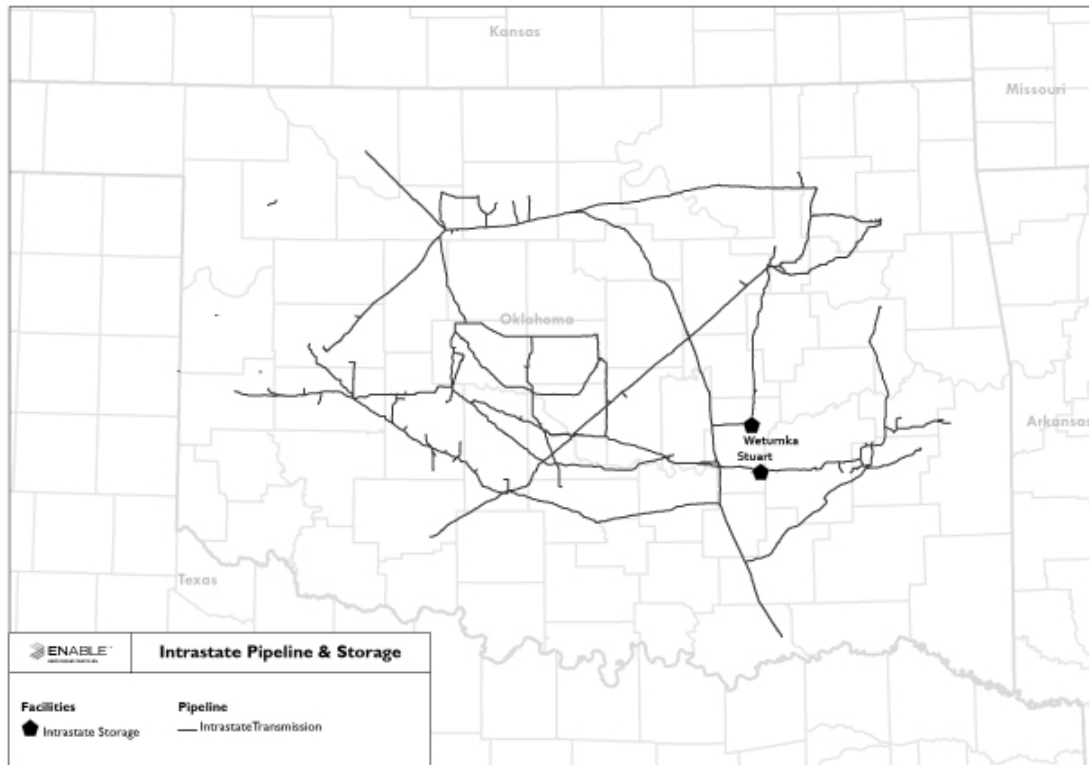 Kansas
Missouri
Oklahoma
Arkansas
Wetumka
Stuart
Texas
ENABLE
Intrastate Pipeline & Storage
Facilities
Intrastate Storage
Pipeline
IntrastateTransmission